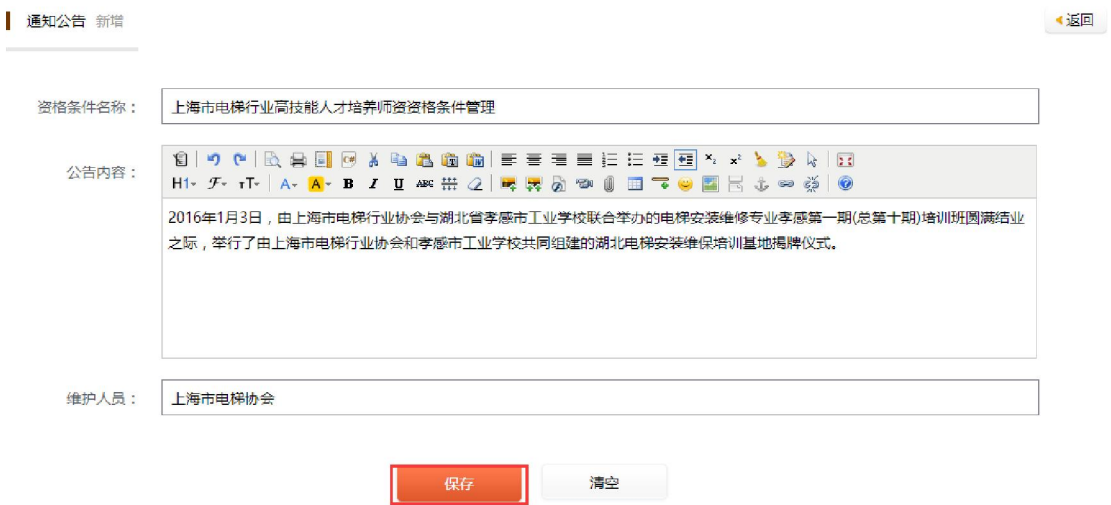 通知公告 新增
返回
资格条件名称：
上海市电梯行业高技能人才培养师资资格条件管理
公告内容：
H1 F TT A A B I U ABC
2016年1月3日，由上海市电梯行业协会与湖北省孝感市工业学校联合举办的电梯安装维修专业孝感第一期(总第十期)培训班圆满结业
之际，举行了由上海市电梯行业协会和孝感市工业学校共同组建的湖北电梯安装维保培训基地揭牌仪式。
维护人员：
上海市电梯协会
保存
清空